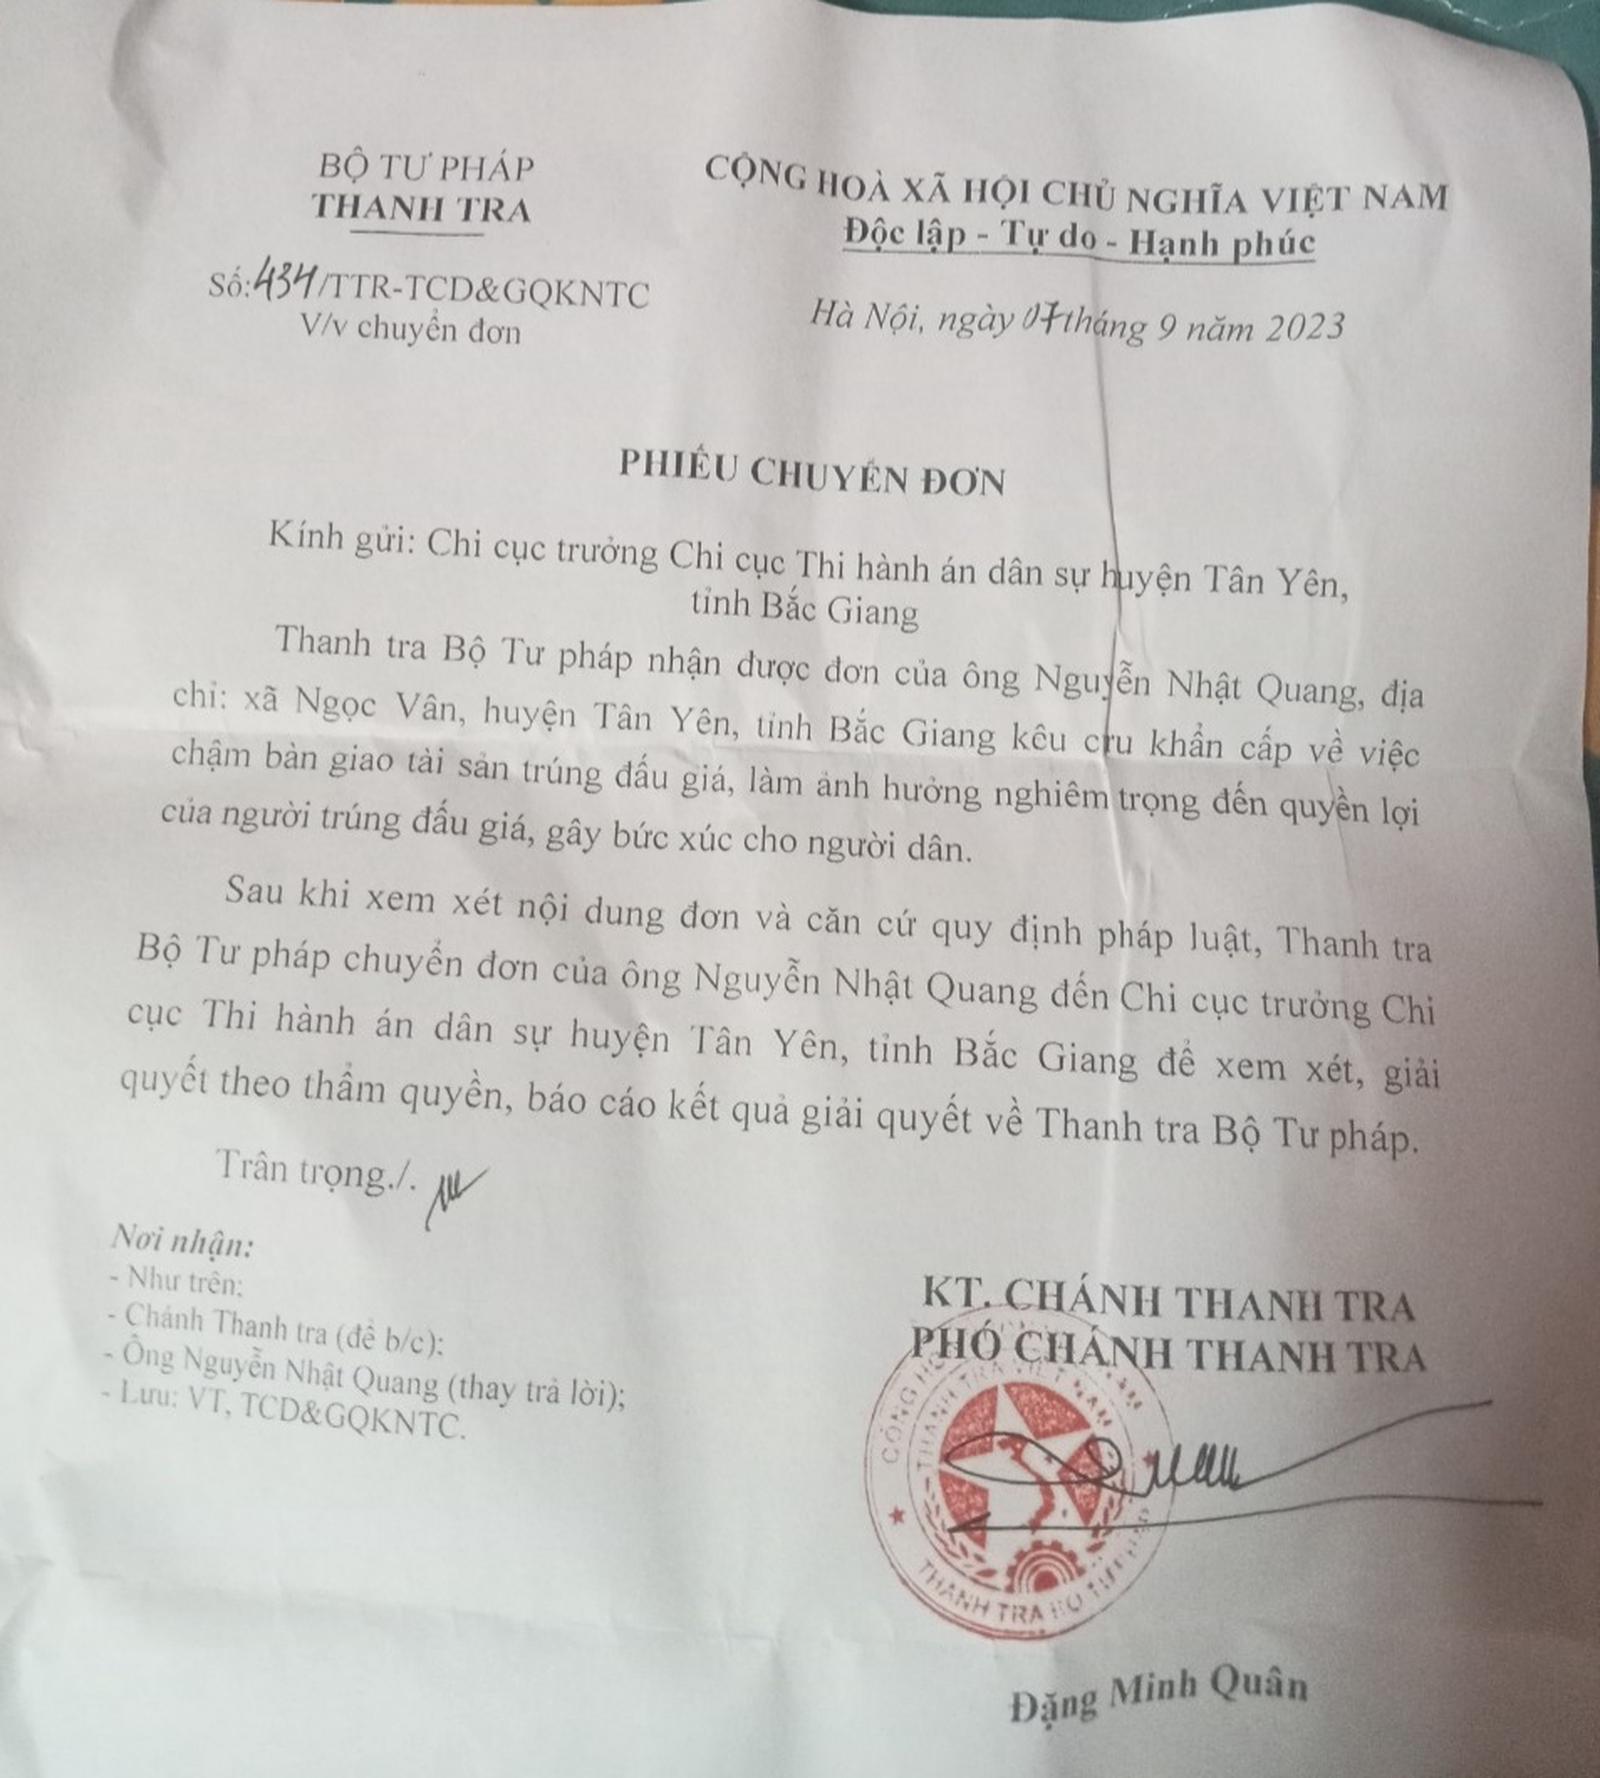 BỘ TƯ PHÁP
THANH TRA
Số: 434/TTR-TCD&GQKNTC
V/v chuyển đơn
CỘNG HOÀ XÃ HỘI CHỦ NGHĨA VIỆT NAM
Độc lập - Tự do - Hạnh phúc
Hà Nội, ngày 07 tháng 9 năm 2023
PHIẾU CHUYỂN ĐƠN
Kính gửi: Chi cục trưởng Chi cục Thi hành án dân sự huyện Tân Yên,
tỉnh Bắc Giang
Thanh tra Bộ Tư pháp nhận được đơn của ông Nguyễn Nhật Quang, địa
chỉ: xã Ngọc Vân, huyện Tân Yên, tỉnh Bắc Giang kêu cứu khẩn cấp về việc
chậm bàn giao tài sản trúng đấu giá, làm ảnh hưởng nghiêm trọng đến quyền lợi
của người trúng đấu giá, gây bức xúc cho người dân.
Sau khi xem xét nội dung đơn và căn cứ quy định pháp luật, Thanh tra
Bộ Tư pháp chuyển đơn của ông Nguyễn Nhật Quang đến Chi cục trưởng Chi
cục Thi hành án dân sự huyện Tân Yên, tỉnh Bắc Giang để xem xét, giải
quyết theo thẩm quyền, báo cáo kết quả giải quyết về Thanh tra Bộ Tư pháp.
Trân trọng./.
Nơi nhận:
- Như trên;
- Chánh Thanh tra (để b/c);
- Ông Nguyễn Nhật Quang (thay trả lời);
- Lưu: VT, TCD&GQKNTC.
KT. CHÁNH THANH TRA
PHÓ CHÁNH THANH TRA
THANH TRA BỘ TƯ PHÁP
Đặng Minh Quân